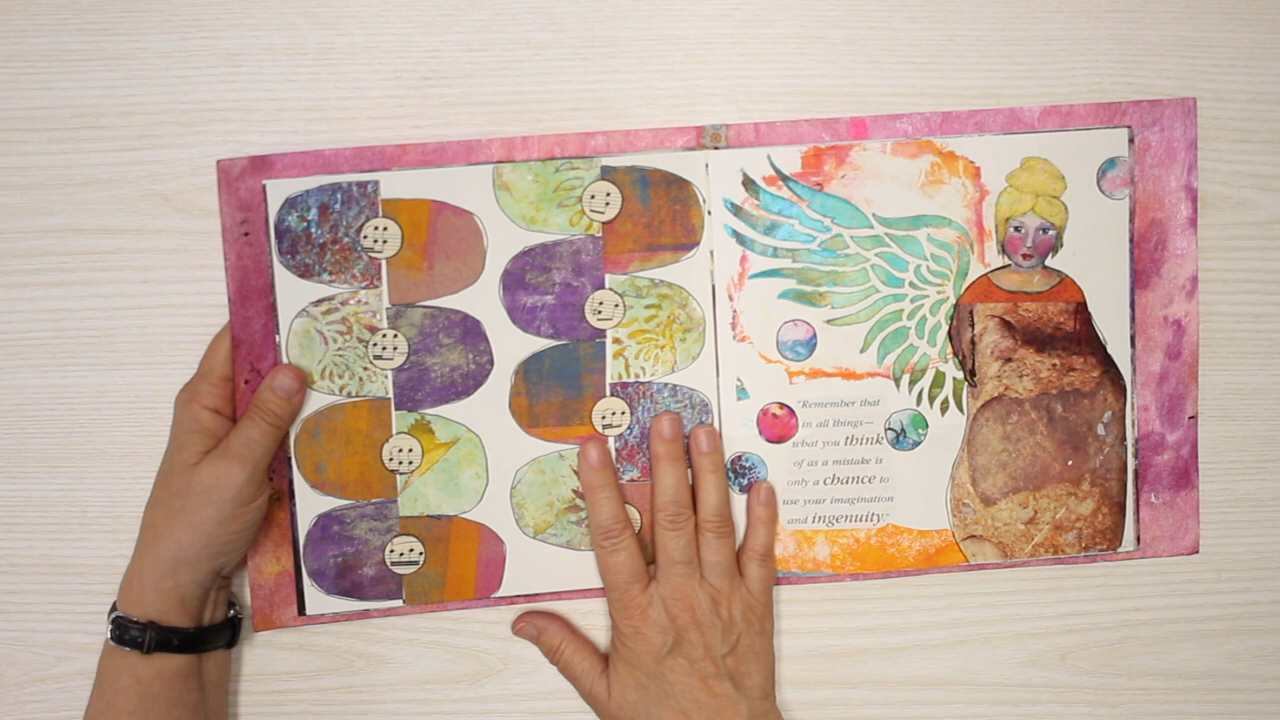 "Remember that
in all things—
what you think
of as a mistake is
only a chance to
use your imagination
and ingenuity."